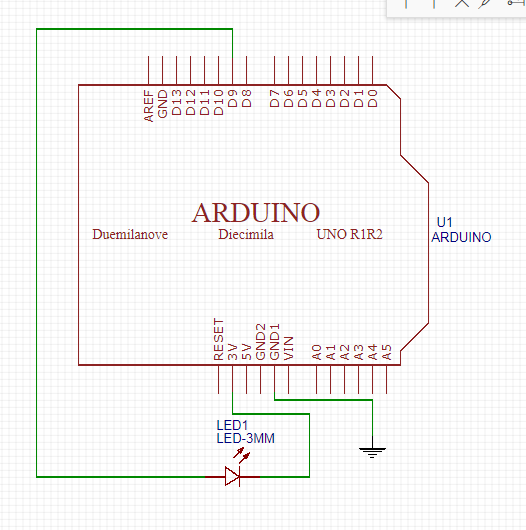 AREF
GND
D13
D12
D11
D10
D9
D8
D7
D6
D5
D4
D3
D2
D1
D0
ARDUINO
Duemilanove Diecimila UNO R1R2
U1
ARDUINO
RESET
3V
5V
GND2
GND1
VIN
A0
A1
A2
A3
A4
A5
LED1
LED-3MM